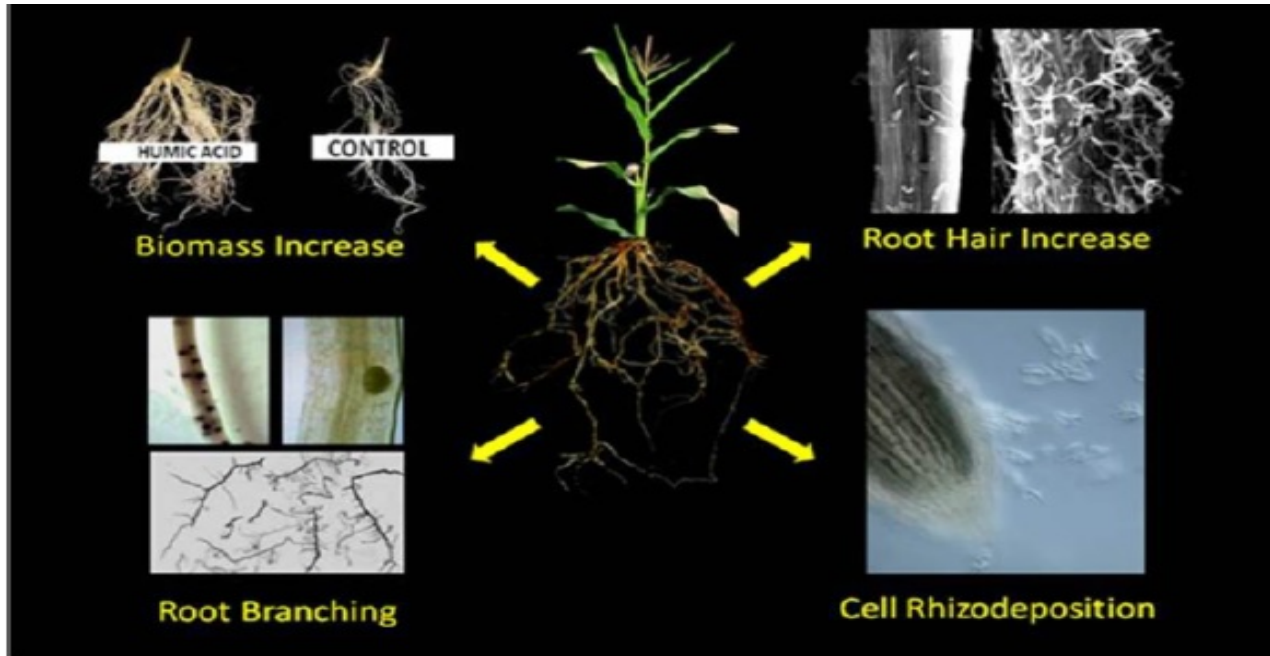 HUMIC ACID
CONTROL
Biomass Increase
Root Hair Increase
Root Branching
Cell Rhizodeposition